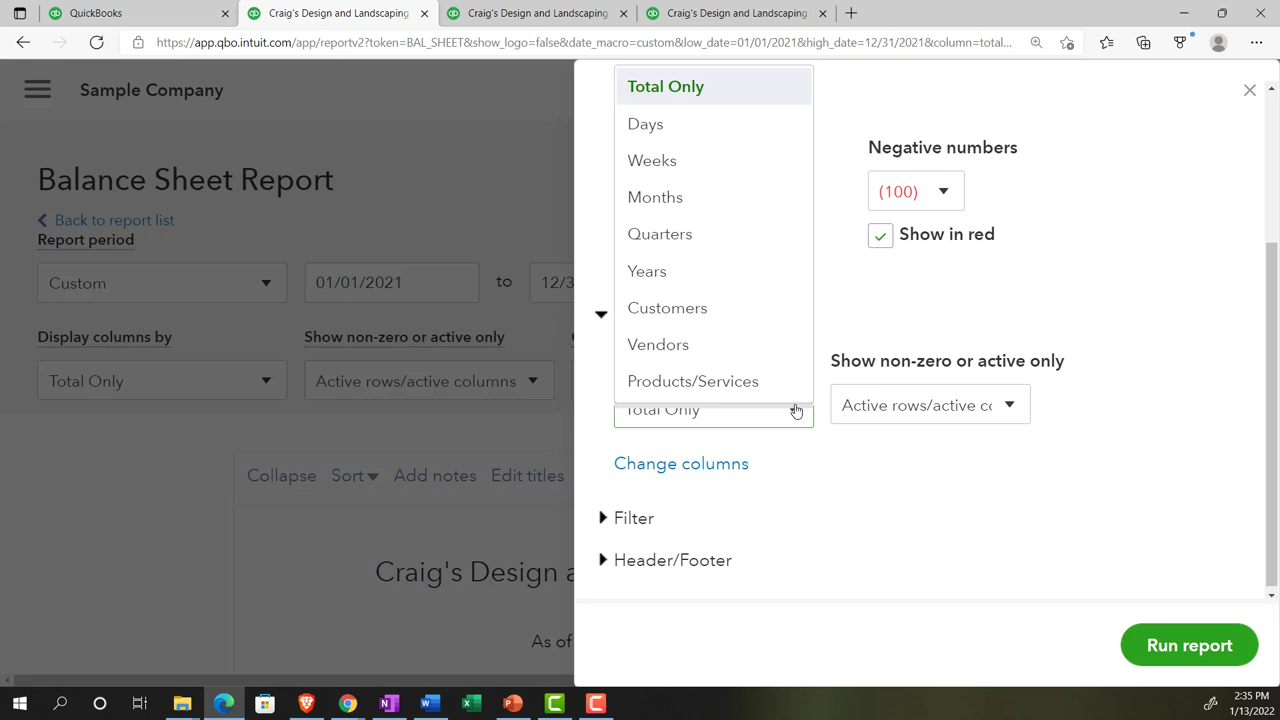 QuickBooks
Craig's Design and Landscaping
Craig's Design and Landscaping
Craig's Design and Landscaping
https://app.qbo.intuit.com/app/reportv2?token=BAL_SHEET&show_logo=false&date_macro=custom&low_date=01/01/2021&high_date=12/31/2021&column=total...
Sample Company
Balance Sheet Report
Back to report list
Report period
Custom
01/01/2021
to
12/3
Display columns by
Show non-zero or active only
Total Only
Active rows/active columns
Collapse
Sort
Add notes
Edit titles
Craig's Design a
As of
Total Only
Days
Weeks
Months
Quarters
Years
Customers
Vendors
Products/Services
Total Only
Negative numbers
(100)
Show in red
Show non-zero or active only
Active rows/active cc
Change columns
Filter
Header/Footer
Run report
2:35 PM
1/13/2022